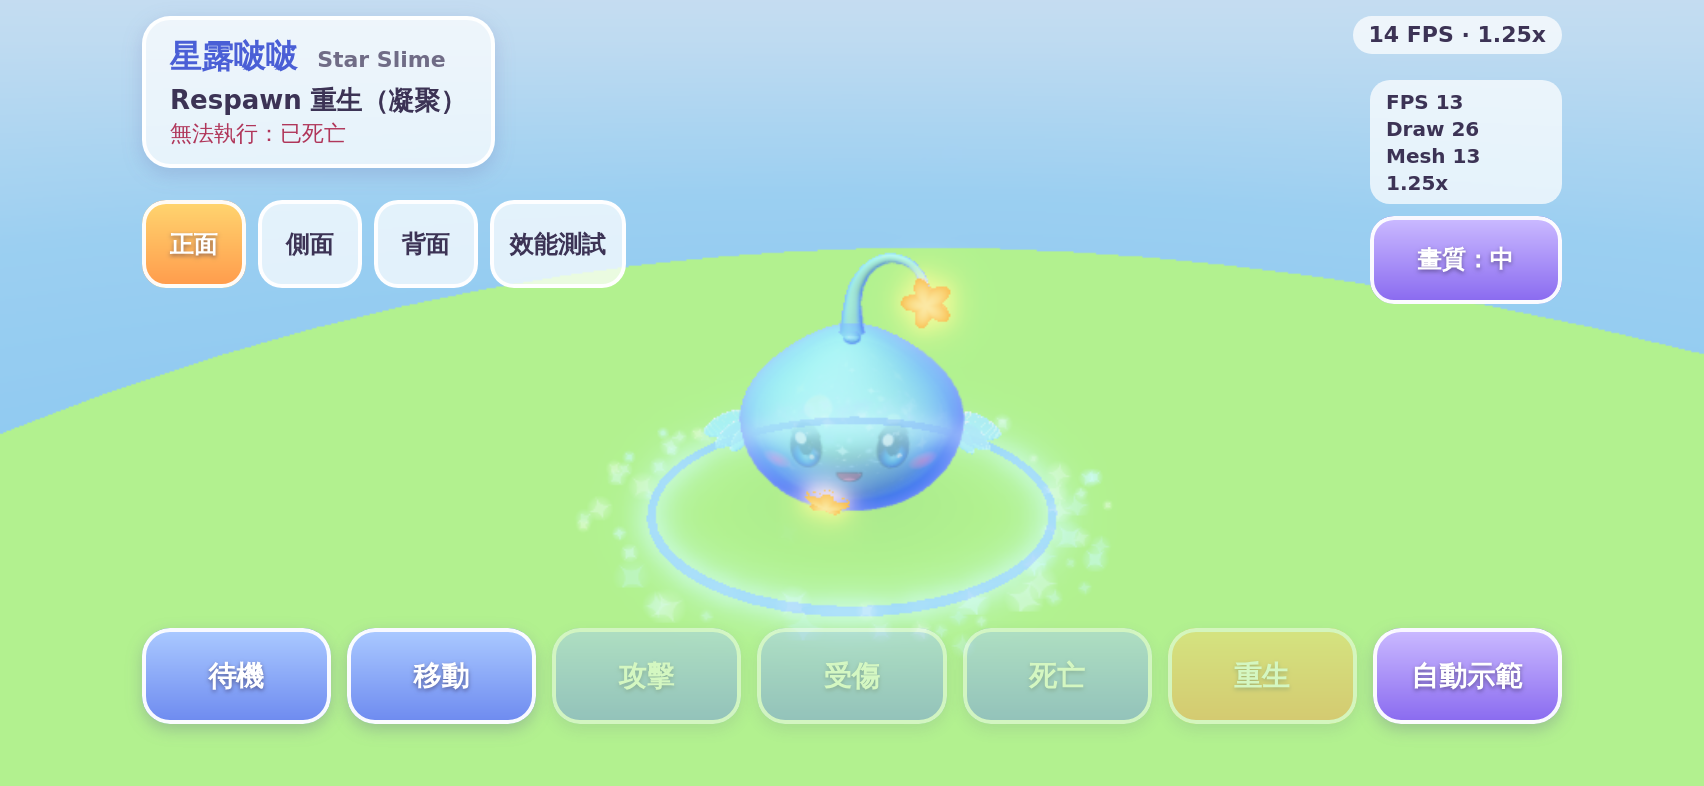 星露啵啵 Star Slime
Respawn 重生（凝聚）
無法執行：已死亡
14 FPS · 1.25x
FPS 13
Draw 26
Mesh 13
1.25x
正面
側面
背面
效能測試
畫質：中
待機
移動
攻擊
受傷
死亡
重生
自動示範